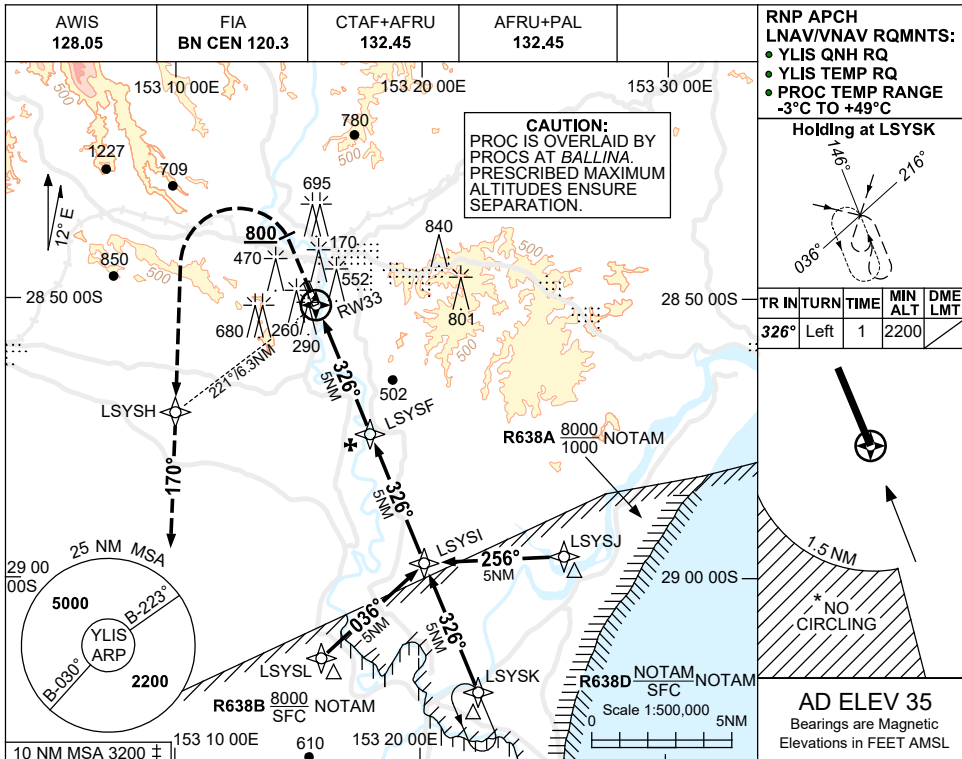 AWIS
128.05
FIA
BN CEN 120.3
CTAF+AFRU
132.45
AFRU+PAL
132.45
RNP APCH
LNAV/VNAV RQMNTS:
• YLIS QNH RQ
• YLIS TEMP RQ
• PROC TEMP RANGE
-3°C TO +49°C
Holding at LSYSK
146°
216°
036°
TR IN TURN TIME MIN ALT DME LMT
326° Left 1 2200
1.5 NM
*NO
CIRCLING
AD ELEV 35
Bearings are Magnetic
Elevations in FEET AMSL
153 10 00E
153 20 00E
153 30 00E
500
780
500
CAUTION:
PROC IS OVERLAID BY
PROCS AT BALLINA.
PRESCRIBED MAXIMUM
ALTITUDES ENSURE
SEPARATION.
1227
709
695
12° E
800
470
170
552
840
500
850
500
28 50 00S
RW33
801
28 50 00S
680
260
290
221°/6.3NM
326°
5NM
502
500
LSYSH
LSYSF
R638A 8000
1000 NOTAM
170°
326°
5NM
LSYSI
256°
5NM
LSYSJ
29 00
00S
29 00 00S
25 NM MSA
5000
B-223°
YLIS
ARP
B-030°
2200
036°
5NM
326°
5NM
LSYSL
LSYSK
R638B 8000
SFC NOTAM
R638D NOTAM
SFC NOTAM
Scale 1:500,000
0 5NM
10 NM MSA 3200 ‡
153 10 00E
610
153 20 00E